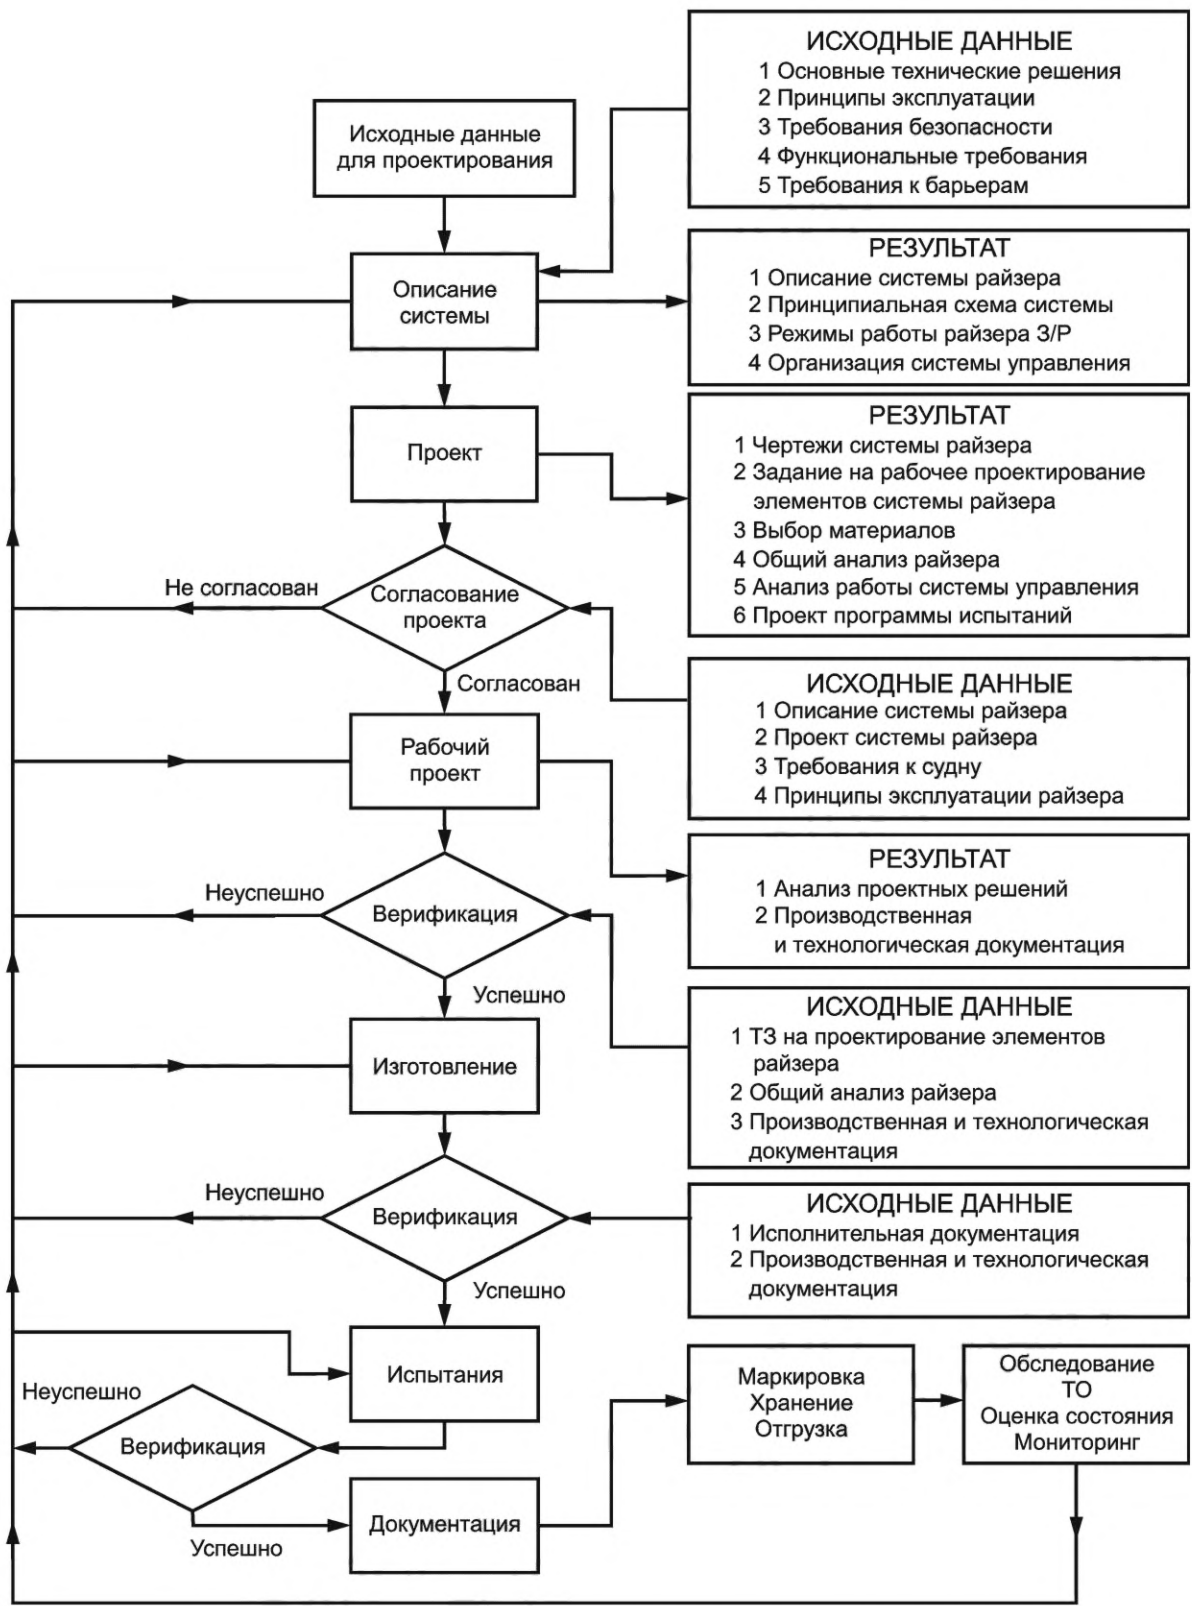 ИСХОДНЫЕ ДАННЫЕ
1 Основные технические решения
2 Принципы эксплуатации
3 Требования безопасности
4 Функциональные требования
5 Требования к барьерам
Исходные данные
для проектирования
Описание
системы
РЕЗУЛЬТАТ
1 Описание системы райзера
2 Принципиальная схема системы
3 Режимы работы райзера З/Р
4 Организация системы управления
Проект
РЕЗУЛЬТАТ
1 Чертежи системы райзера
2 Задание на рабочее проектирование
элементов системы райзера
3 Выбор материалов
4 Общий анализ райзера
5 Анализ работы системы управления
6 Проект программы испытаний
Не согласован
Согласование
проекта
Согласован
ИСХОДНЫЕ ДАННЫЕ
1 Описание системы райзера
2 Проект системы райзера
3 Требования к судну
4 Принципы эксплуатации райзера
Рабочий
проект
РЕЗУЛЬТАТ
1 Анализ проектных решений
2 Производственная
и технологическая документация
Неуспешно
Верификация
Успешно
ИСХОДНЫЕ ДАННЫЕ
1 ТЗ на проектирование элементов
райзера
2 Общий анализ райзера
3 Производственная и технологическая
документация
Изготовление
Неуспешно
Верификация
Успешно
ИСХОДНЫЕ ДАННЫЕ
1 Исполнительная документация
2 Производственная и технологическая
документация
Испытания
Неуспешно
Верификация
Успешно
Документация
Маркировка
Хранение
Отгрузка
Обследование
ТО
Оценка состояния
Мониторинг